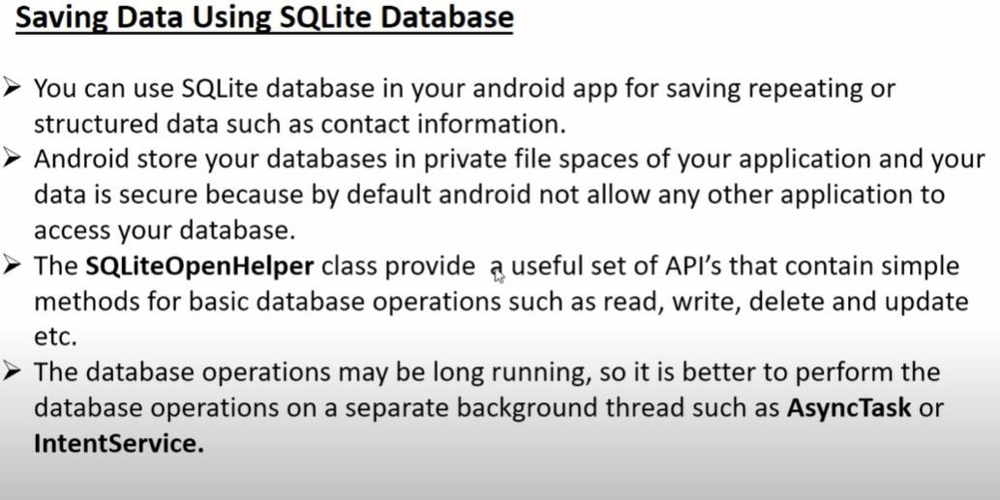 Saving Data Using SQLite Database
➢ You can use SQLite database in your android app for saving repeating or
structured data such as contact information.
➢ Android store your databases in private file spaces of your application and your
data is secure because by default android not allow any other application to
access your database.
➢ The SQLiteOpenHelper class provide a useful set of API’s that contain simple
methods for basic database operations such as read, write, delete and update
etc.
➢ The database operations may be long running, so it is better to perform the
database operations on a separate background thread such as AsyncTask or
IntentService.